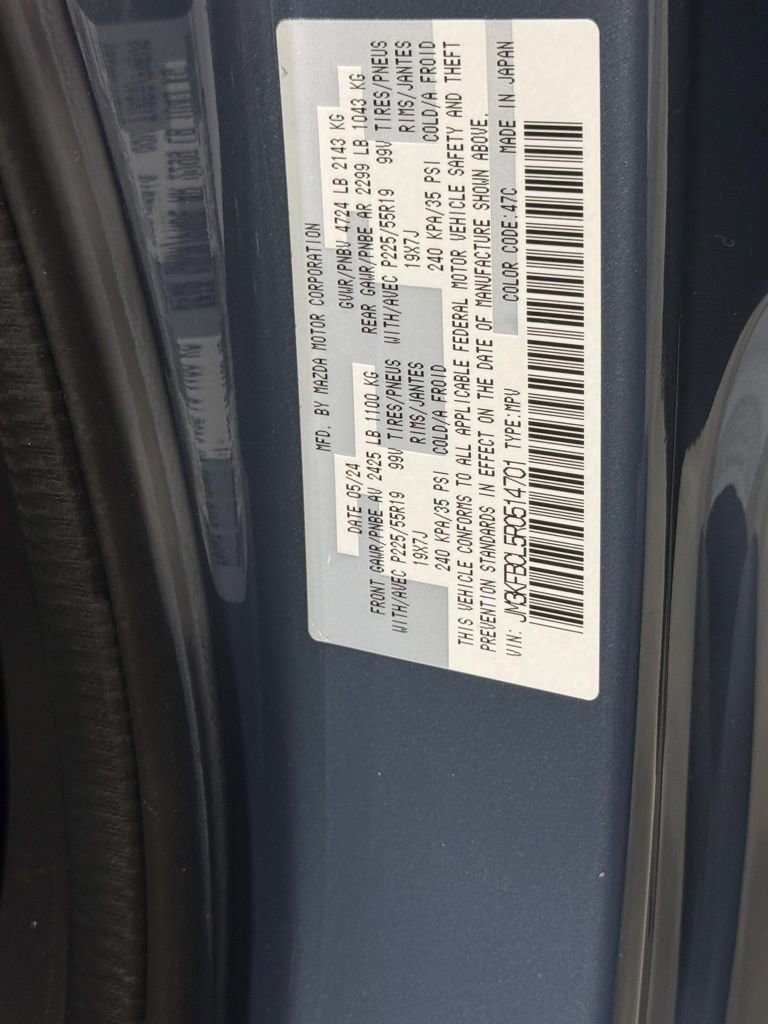 MFD. BY MAZDA MOTOR CORPORATION
DATE 05/24 GVWR/PNBV 4724 LB 2143 KG
FRONT GAWR/PNBE AV 2425 LB 1100 KG REAR GAWR/PNBE AR 2299 LB 1043 KG
WITH/AVEC P225/55R19 99V TIRES/PNEUS WITH/AVEC P225/55R19 99V TIRES/PNEUS
19X7J RIMS/JANTES 19X7J RIMS/JANTES
240 KPA/35 PSI COLD/A FROID 240 KPA/35 PSI COLD/A FROID
THIS VEHICLE CONFORMS TO ALL APPLICABLE FEDERAL MOTOR VEHICLE SAFETY AND THEFT
PREVENTION STANDARDS IN EFFECT ON THE DATE OF MANUFACTURE SHOWN ABOVE.
VIN: JM3KFBCL5R0514701 TYPE:MPV COLOR CODE:47C MADE IN JAPAN